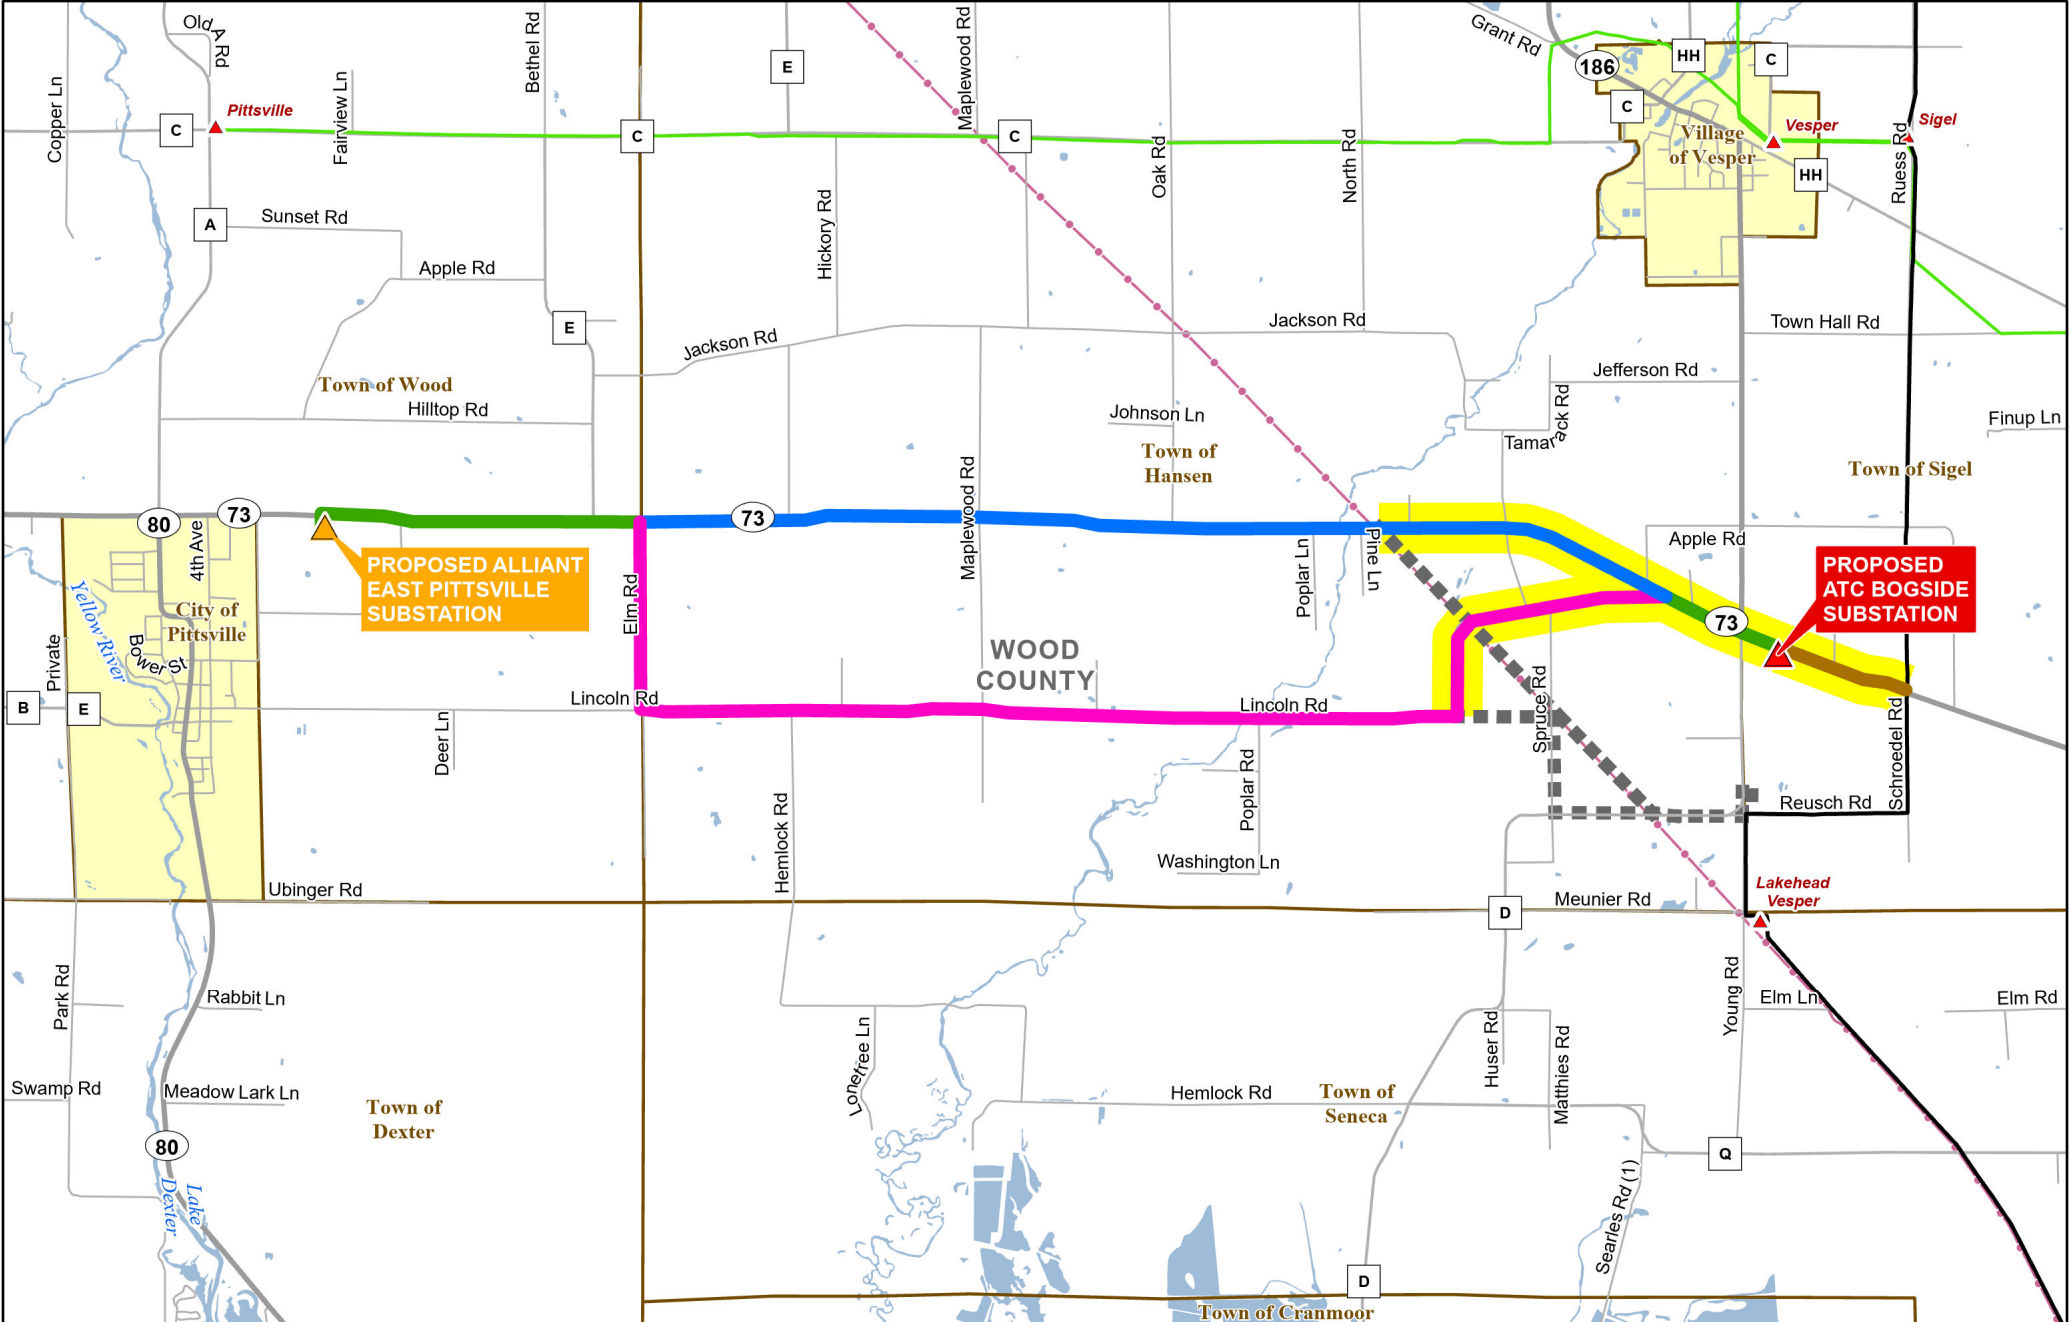 Old A Rd
Bethel Rd
E
Maplewood Rd
Grant Rd
186
HH
C
C
Copper Ln
Pittsville
C
Fairview Ln
C
C
Oak Rd
North Rd
Village
of Vesper
Vesper
Sigel
HH
Ruess Rd
A
Sunset Rd
Hickory Rd
Apple Rd
E
Jackson Rd
Jackson Rd
Town Hall Rd
Town of Wood
Hilltop Rd
Jefferson Rd
Johnson Ln
Tamarack Rd
Finup Ln
Town of
Hansen
Town of Sigel
Maplewood Rd
80
73
4th Ave
73
Apple Rd
PROPOSED ALLIANT
EAST PITTSVILLE
SUBSTATION
Elm Rd
Poplar Ln
Pine Ln
PROPOSED
ATC BOGSIDE
SUBSTATION
73
Yellow River
City of
Pittsville
Bower St
Private
WOOD
COUNTY
B
E
Lincoln Rd
Lincoln Rd
Spruce Rd
Schroedel Rd
Deer Ln
Poplar Rd
Hemlock Rd
Reusch Rd
Washington Ln
Ubinger Rd
D
Meunier Rd
Lakehead
Vesper
Park Rd
Rabbit Ln
Young Rd
Elm Ln
Elm Rd
Lonetree Ln
Huser Rd
Matthies Rd
Swamp Rd
Meadow Lark Ln
Hemlock Rd
Town of
Dexter
Town of
Seneca
80
Q
Lake
Dexter
Searles Rd (1)
D
Town of Cranmoor